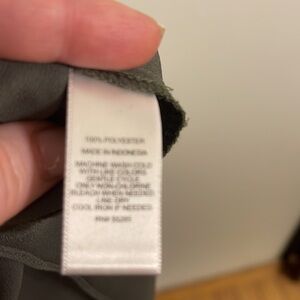 100% POLYESTER
MADE IN INDONESIA
MACHINE WASH COLD
WITH LIKE COLORS
GENTLE CYCLE
ONLY NON-CHLORINE
BLEACH WHEN NEEDED
LINE DRY
COOL IRON IF NEEDED
RN#